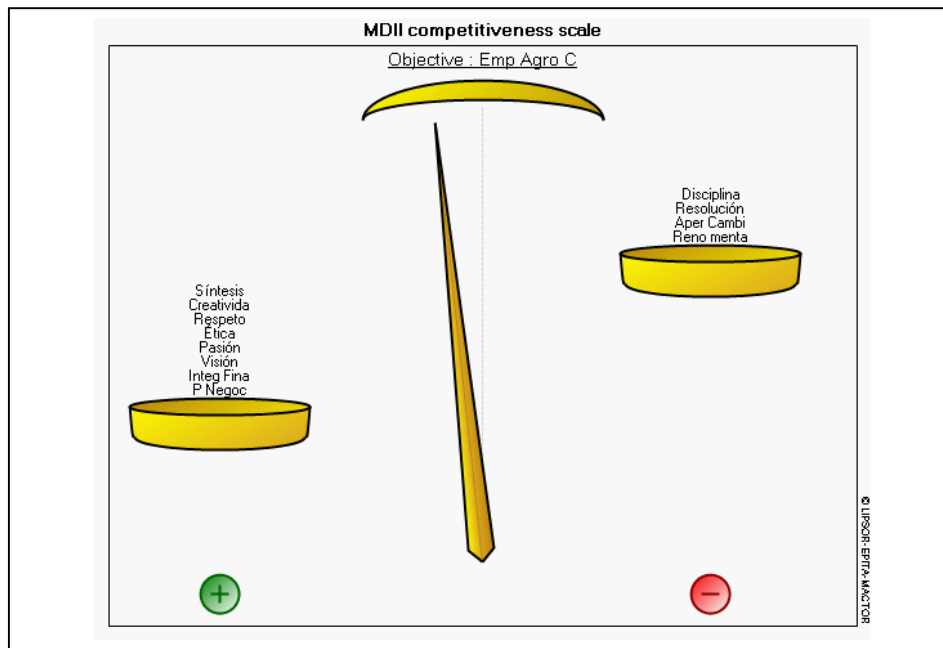 MDII competitiveness scale
Objective : Emp Agro C
Disciplina
Resolución
Aper Cambi
Reno menta
Síntesis
Creativida
Respeto
Ética
Pasión
Visión
Integ Fina
P Negoc
© LIPSOR-EPITA-MACTOR